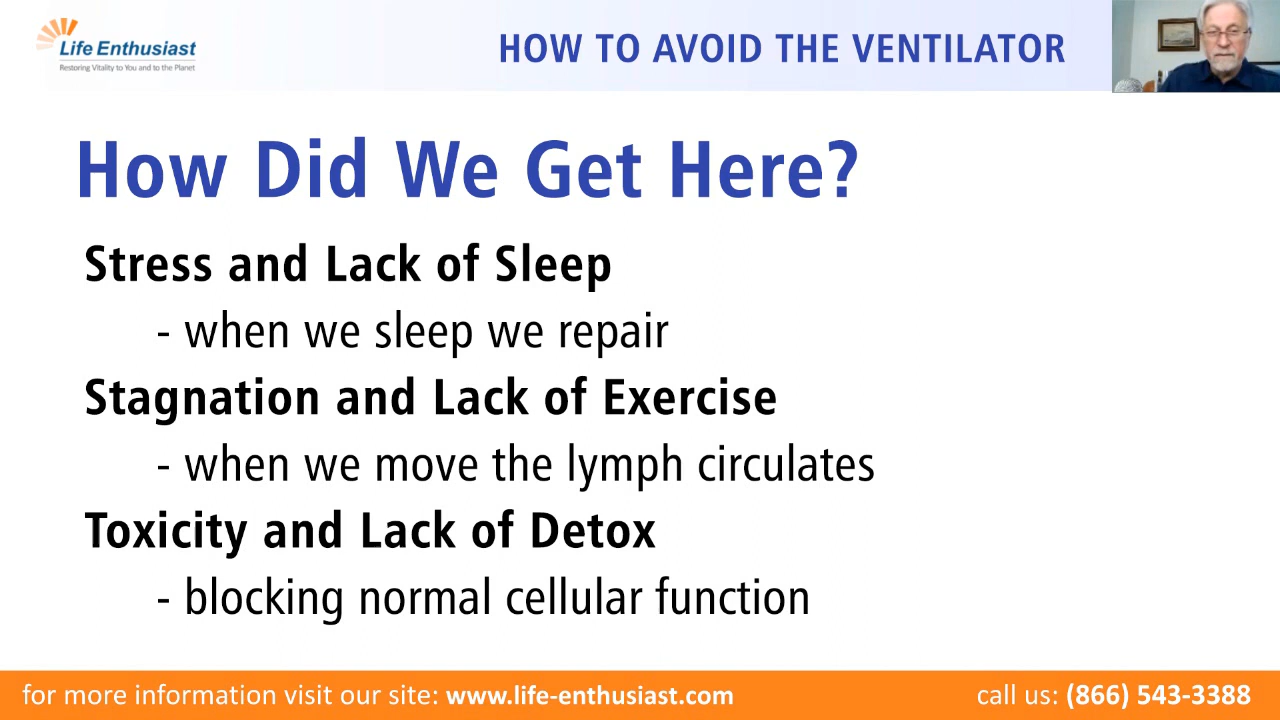 Life Enthusiast
Restoring Vitality to You and to the Planet
HOW TO AVOID THE VENTILATOR
How Did We Get Here?
Stress and Lack of Sleep
- when we sleep we repair
Stagnation and Lack of Exercise
- when we move the lymph circulates
Toxicity and Lack of Detox
- blocking normal cellular function
for more information visit our site: www.life-enthusiast.com
call us: (866) 543-3388